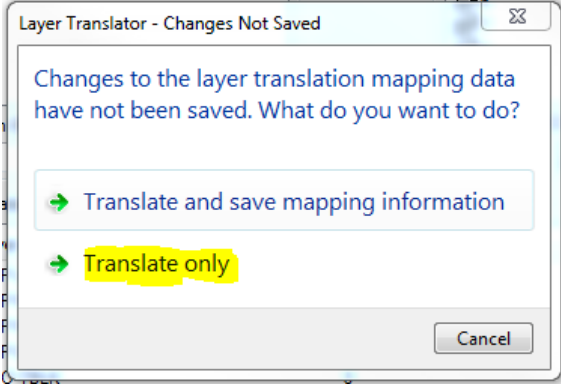 Layer Translator - Changes Not Saved
Changes to the layer translation mapping data
have not been saved. What do you want to do?
Translate and save mapping information
Translate only
Cancel